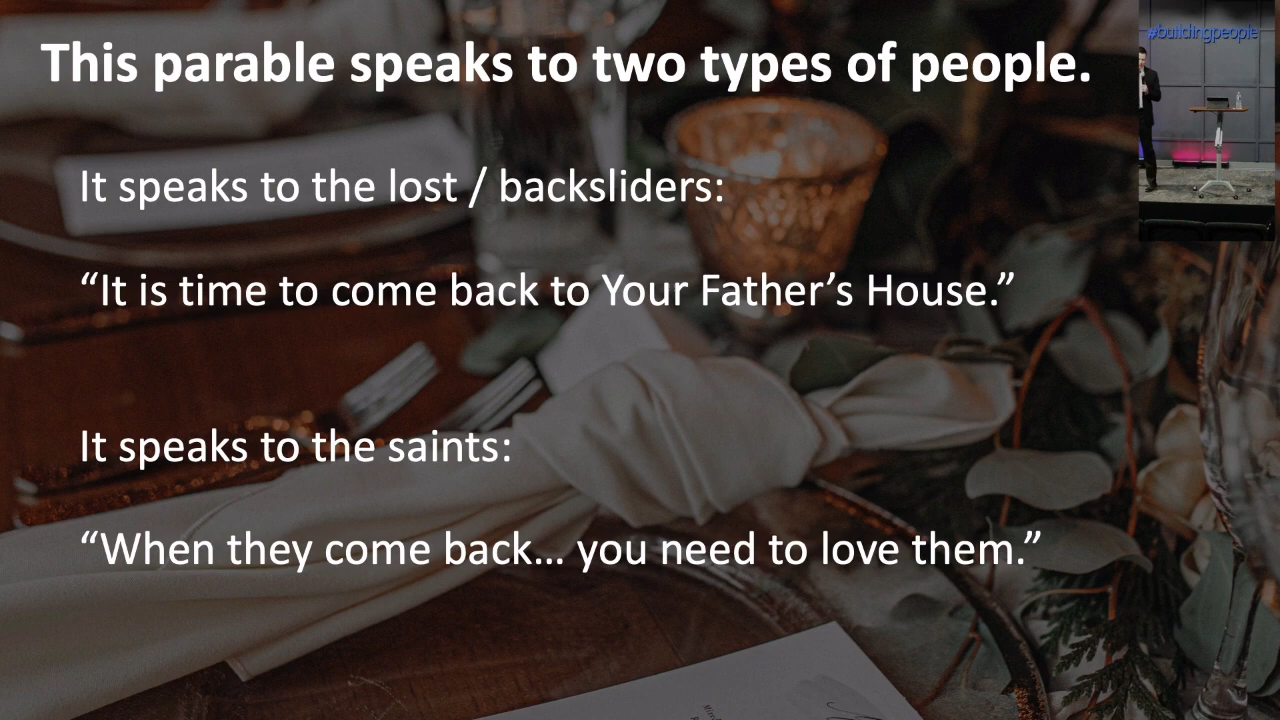 This parable speaks to two types of people.
#buildingpeople
It speaks to the lost / backsliders:
“It is time to come back to Your Father’s House.”
It speaks to the saints:
“When they come back… you need to love them.”